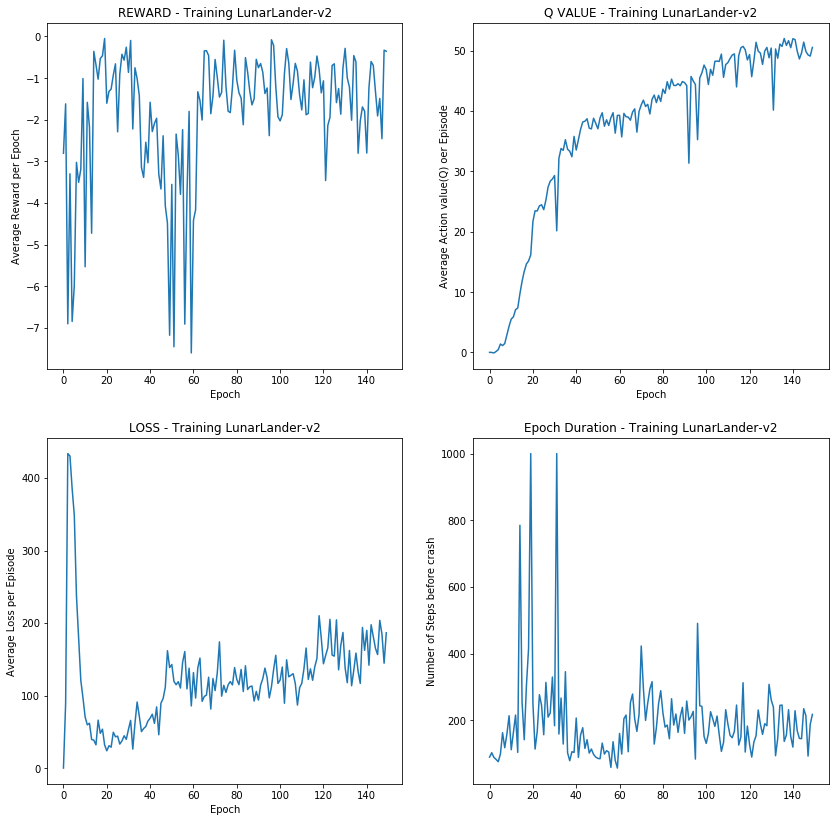 REWARD - Training LunarLander-v2
Average Reward per Epoch
0
−1
−2
−3
−4
−5
−6
−7
0 20 40 60 80 100 120 140
Epoch
Q VALUE - Training LunarLander-v2
Average Action value(Q) oer Episode
50
40
30
20
10
0
0 20 40 60 80 100 120 140
Epoch
LOSS - Training LunarLander-v2
Average Loss per Episode
400
300
200
100
0
0 20 40 60 80 100 120 140
Epoch
Epoch Duration - Training LunarLander-v2
Number of Steps before crash
1000
800
600
400
200
0 20 40 60 80 100 120 140